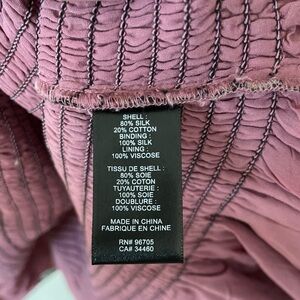 SHELL :
80% SILK
20% COTTON
BINDING :
100% SILK
LINING :
100% VISCOSE
TISSU DE SHELL :
80% SOIE
20% COTON
TUYAUTERIE :
100% SOIE
DOUBLURE :
100% VISCOSE
MADE IN CHINA
FABRIQUE EN CHINE
RN# 96705
CA# 34460